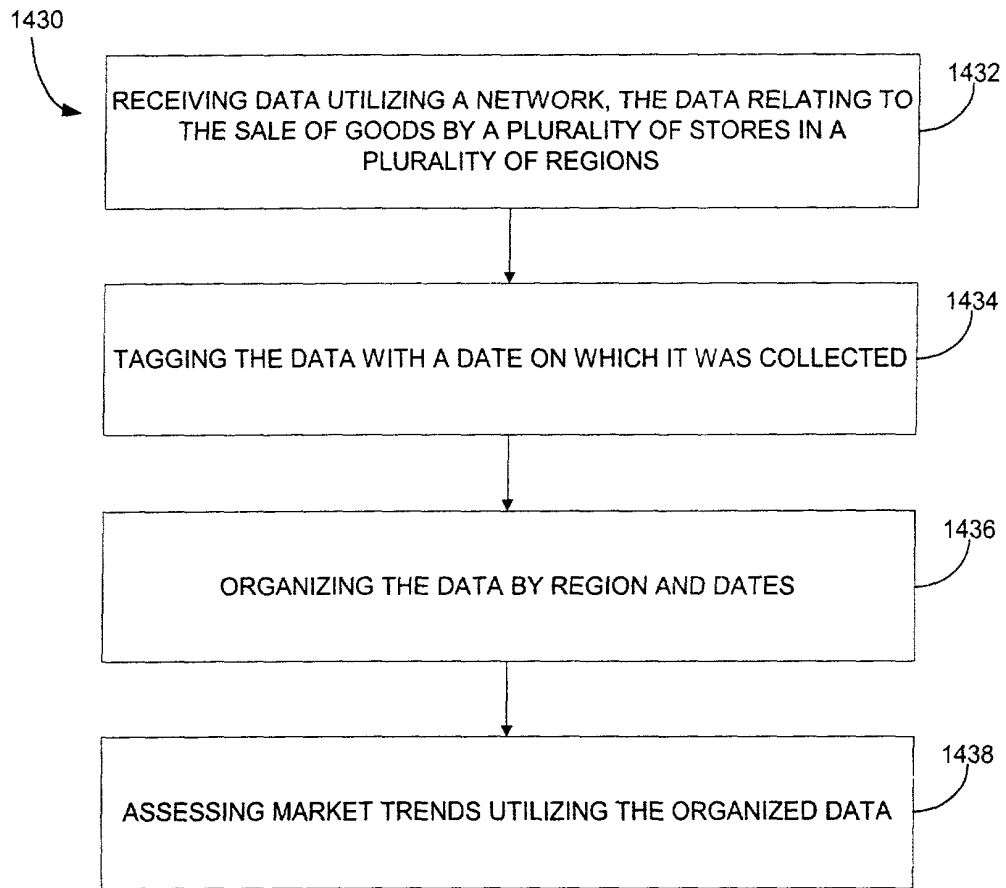 1430
RECEIVING DATA UTILIZING A NETWORK, THE DATA RELATING TO
THE SALE OF GOODS BY A PLURALITY OF STORES IN A
PLURALITY OF REGIONS
1432
TAGGING THE DATA WITH A DATE ON WHICH IT WAS COLLECTED
1434
ORGANIZING THE DATA BY REGION AND DATES
1436
ASSESSING MARKET TRENDS UTILIZING THE ORGANIZED DATA
1438